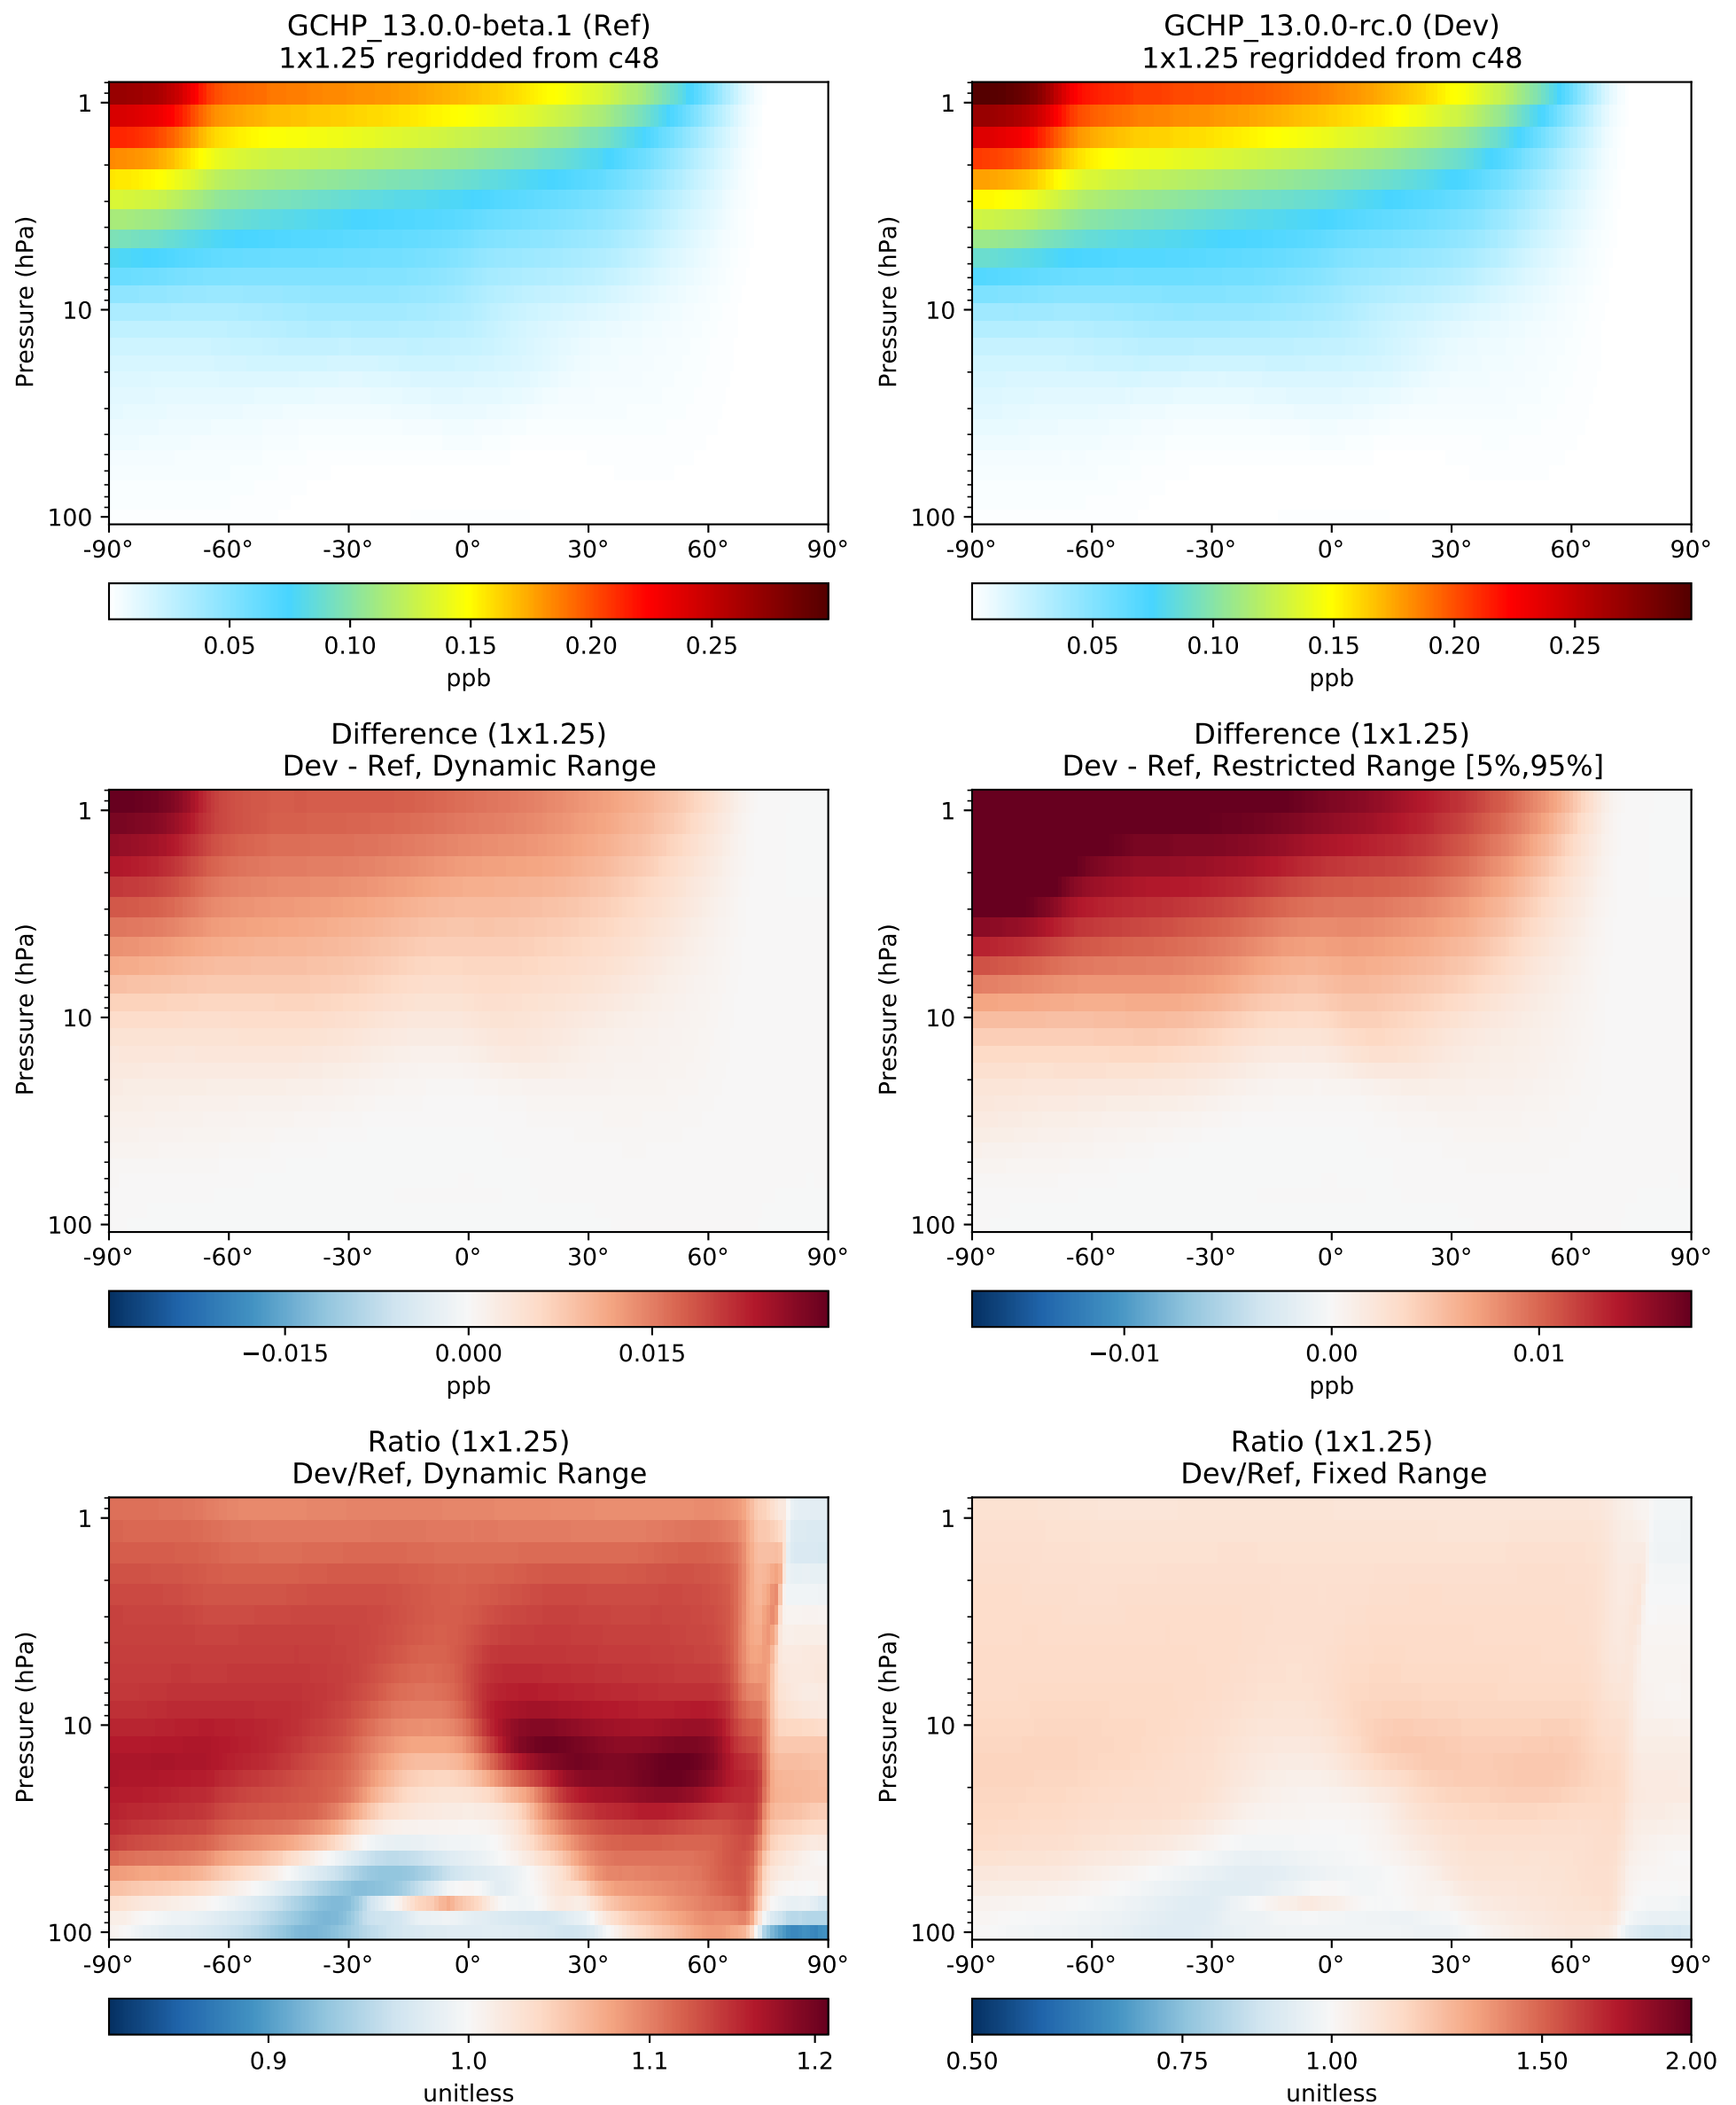 GCHP_13.0.0-beta.1 (Ref)
1x1.25 regridded from c48
Pressure (hPa)
1
10
100
-90° -60° -30° 0° 30° 60° 90°
0.05 0.10 0.15 0.20 0.25
ppb
GCHP_13.0.0-rc.0 (Dev)
1x1.25 regridded from c48
Pressure (hPa)
1
10
100
-90° -60° -30° 0° 30° 60° 90°
0.05 0.10 0.15 0.20 0.25
ppb
Difference (1x1.25)
Dev - Ref, Dynamic Range
Pressure (hPa)
1
10
100
-90° -60° -30° 0° 30° 60° 90°
−0.015 0.000 0.015
ppb
Difference (1x1.25)
Dev - Ref, Restricted Range [5%,95%]
Pressure (hPa)
1
10
100
-90° -60° -30° 0° 30° 60° 90°
−0.01 0.00 0.01
ppb
Ratio (1x1.25)
Dev/Ref, Dynamic Range
Pressure (hPa)
1
10
100
-90° -60° -30° 0° 30° 60° 90°
0.9 1.0 1.1 1.2
unitless
Ratio (1x1.25)
Dev/Ref, Fixed Range
Pressure (hPa)
1
10
100
-90° -60° -30° 0° 30° 60° 90°
0.50 0.75 1.00 1.50 2.00
unitless